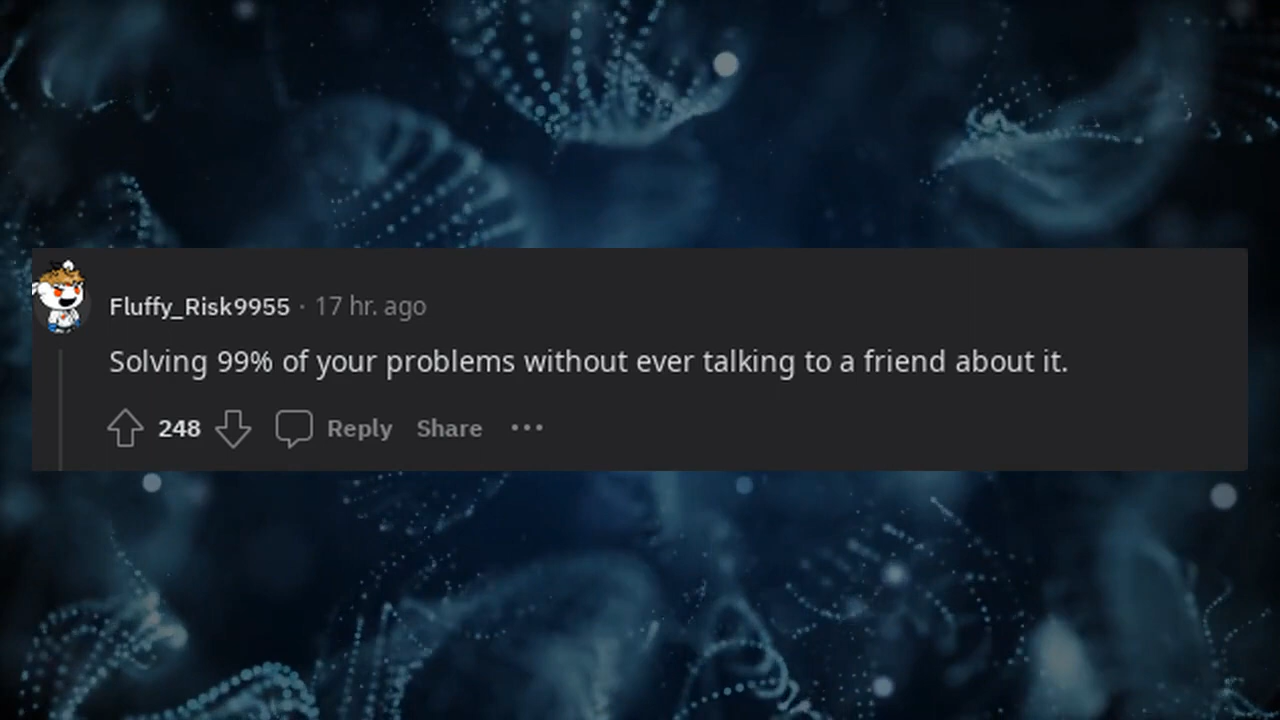 Fluffy_Risk9955 · 17 hr. ago
Solving 99% of your problems without ever talking to a friend about it.
248 Reply Share •••